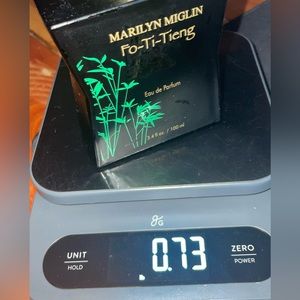 MARILYN MIGLIN
Fo-Ti-Tieng
Eau de Parfum
3.4 fl oz. / 100 ml
UNIT
HOLD
0.73
ZERO
POWER